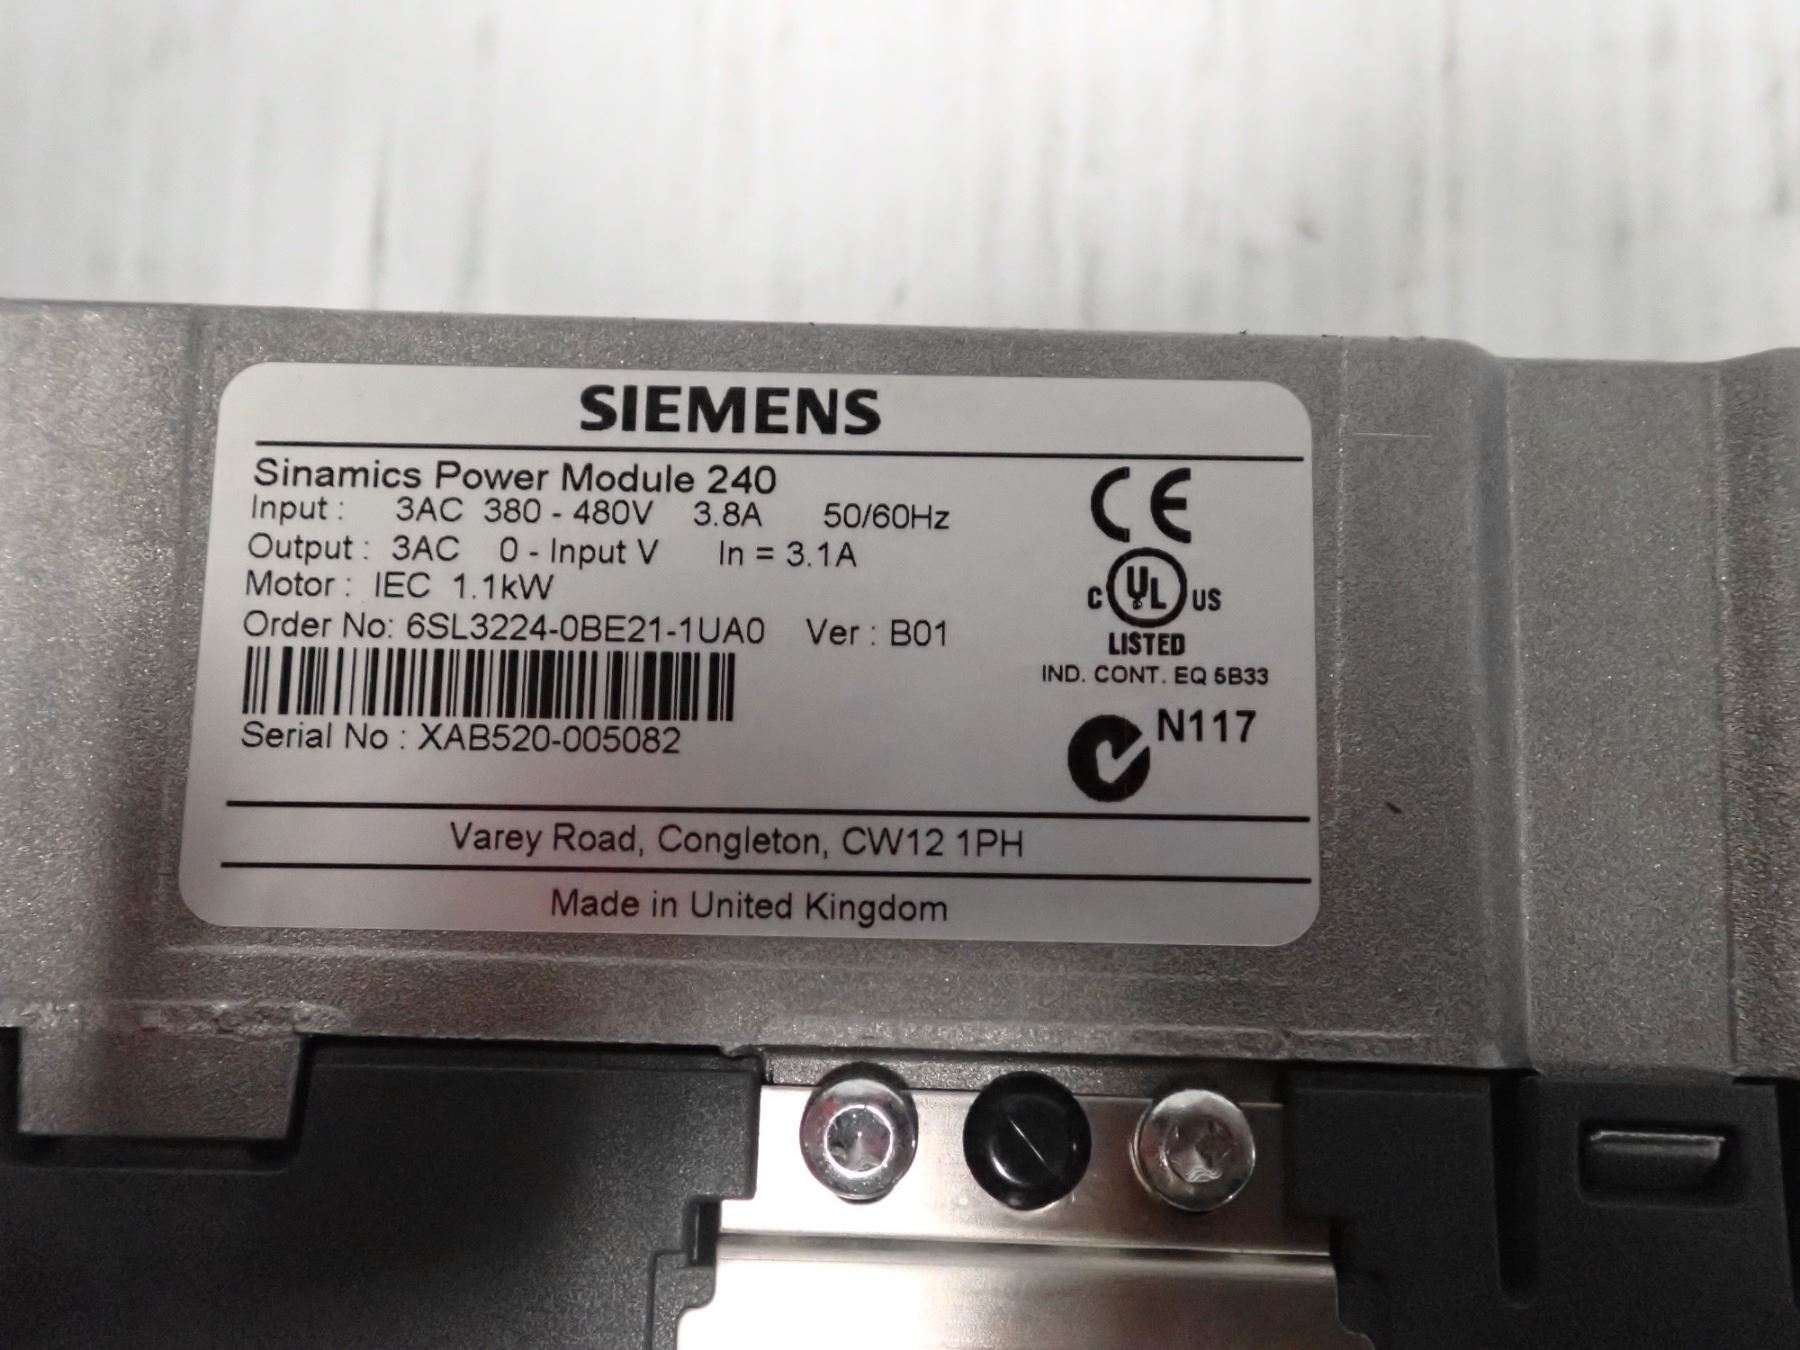 SIEMENS
Sinamics Power Module 240
Input : 3AC 380 - 480V 3.8A 50/60Hz
Output : 3AC 0 - Input V In = 3.1A
Motor : IEC 1.1kW
Order No: 6SL3224-0BE21-1UA0 Ver : B01
Serial No : XAB520-005082
CE
C UL US
LISTED
IND. CONT. EQ 5B33
N117
Varey Road, Congleton, CW12 1PH
Made in United Kingdom